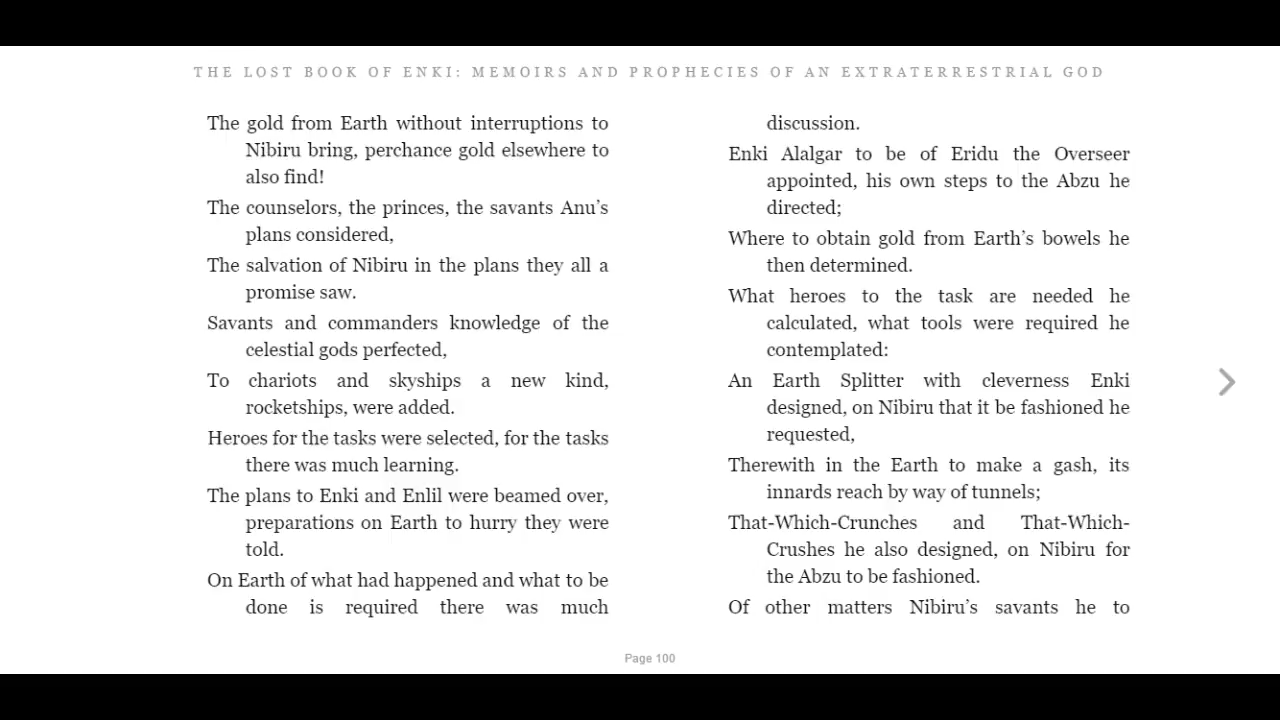 THE LOST BOOK OF ENKI: MEMOIRS AND PROPHECIES OF AN EXTRATERRESTRIAL GOD
The gold from Earth without interruptions to
Nibiru bring, perchance gold elsewhere to
also find!
The counselors, the princes, the savants Anu's
plans considered,
The salvation of Nibiru in the plans they all a
promise saw.
Savants and commanders knowledge of the
celestial gods perfected,
To chariots and skyships a new kind,
rocketships, were added.
Heroes for the tasks were selected, for the tasks
there was much learning.
The plans to Enki and Enlil were beamed over,
preparations on Earth to hurry they were
told.
On Earth of what had happened and what to be
done is required there was much
discussion.
Enki Alalgar to be of Eridu the Overseer
appointed, his own steps to the Abzu he
directed;
Where to obtain gold from Earth's bowels he
then determined.
What heroes to the task are needed he
calculated, what tools were required he
contemplated:
An Earth Splitter with cleverness Enki
designed, on Nibiru that it be fashioned he
requested,
Therewith in the Earth to make a gash, its
innards reach by way of tunnels;
That-Which-Crunches and That-Which-
Crushes he also designed, on Nibiru for
the Abzu to be fashioned.
Of other matters Nibiru's savants he to
Page 100